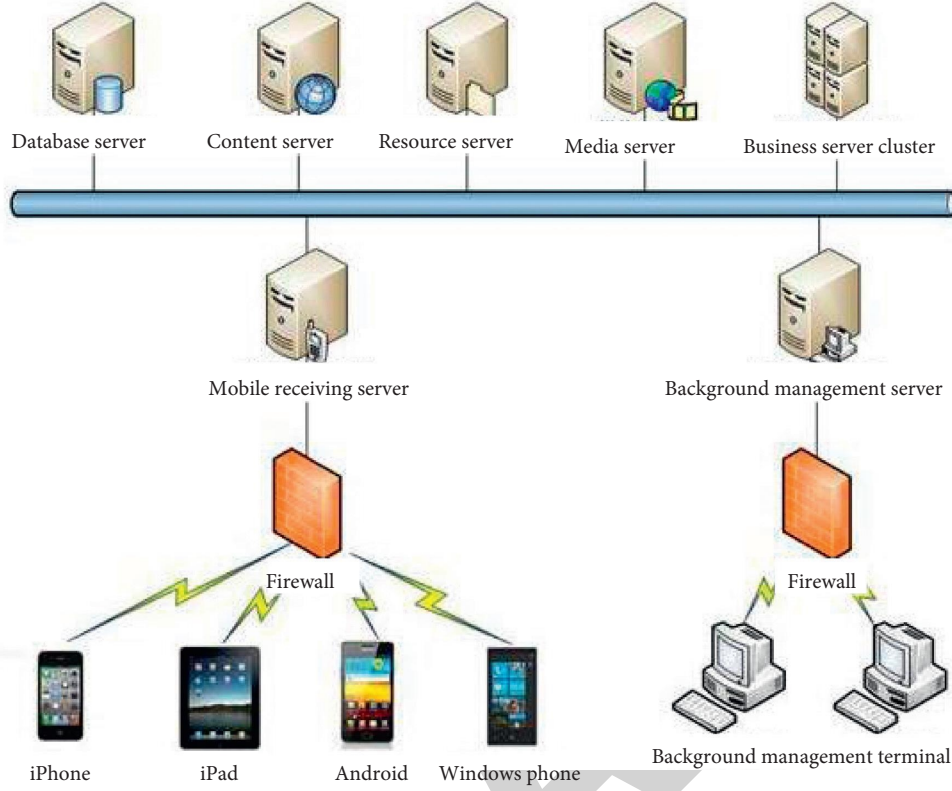 Database server
Content server
Resource server
Media server
Business server cluster
Mobile receiving server
Background management server
Firewall
Firewall
iPhone
iPad
Android
Windows phone
Background management terminal